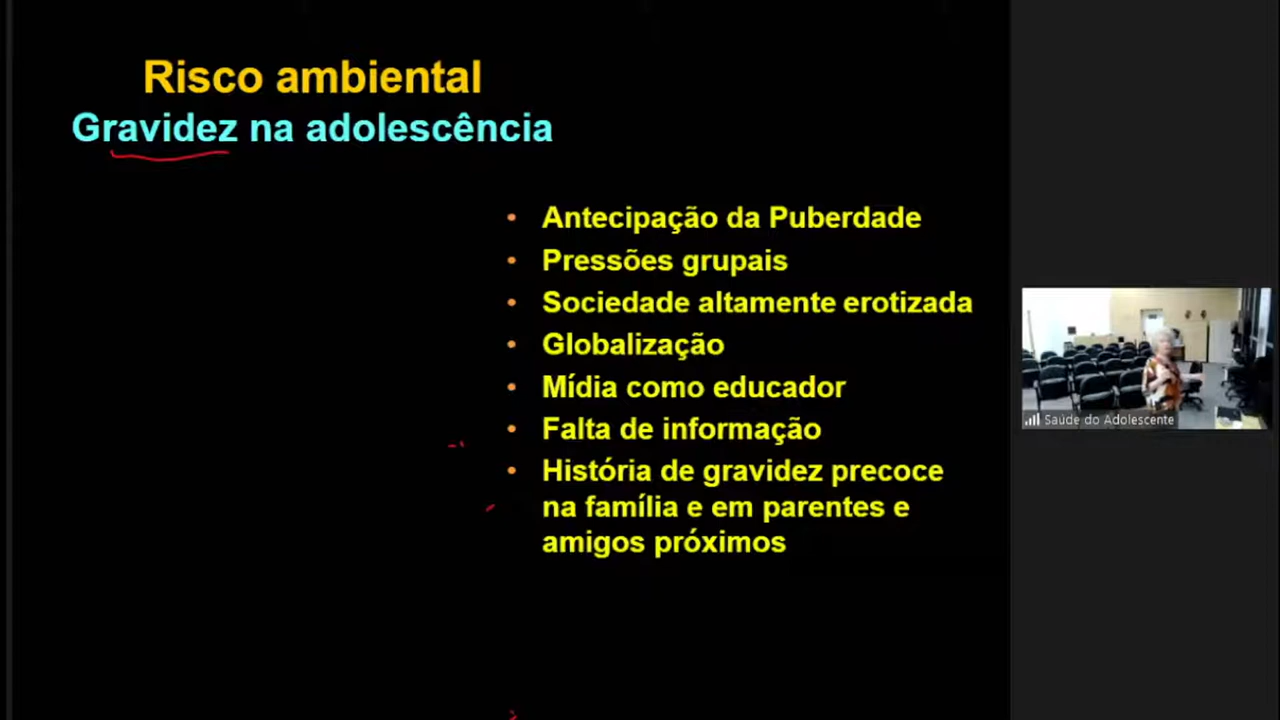 Risco ambiental
Gravidez na adolescência
• Antecipação da Puberdade
• Pressões grupais
• Sociedade altamente erotizada
• Globalização
• Mídia como educador
• Falta de informação
• História de gravidez precoce
na família e em parentes e
amigos próximos
Saúde do Adolescente